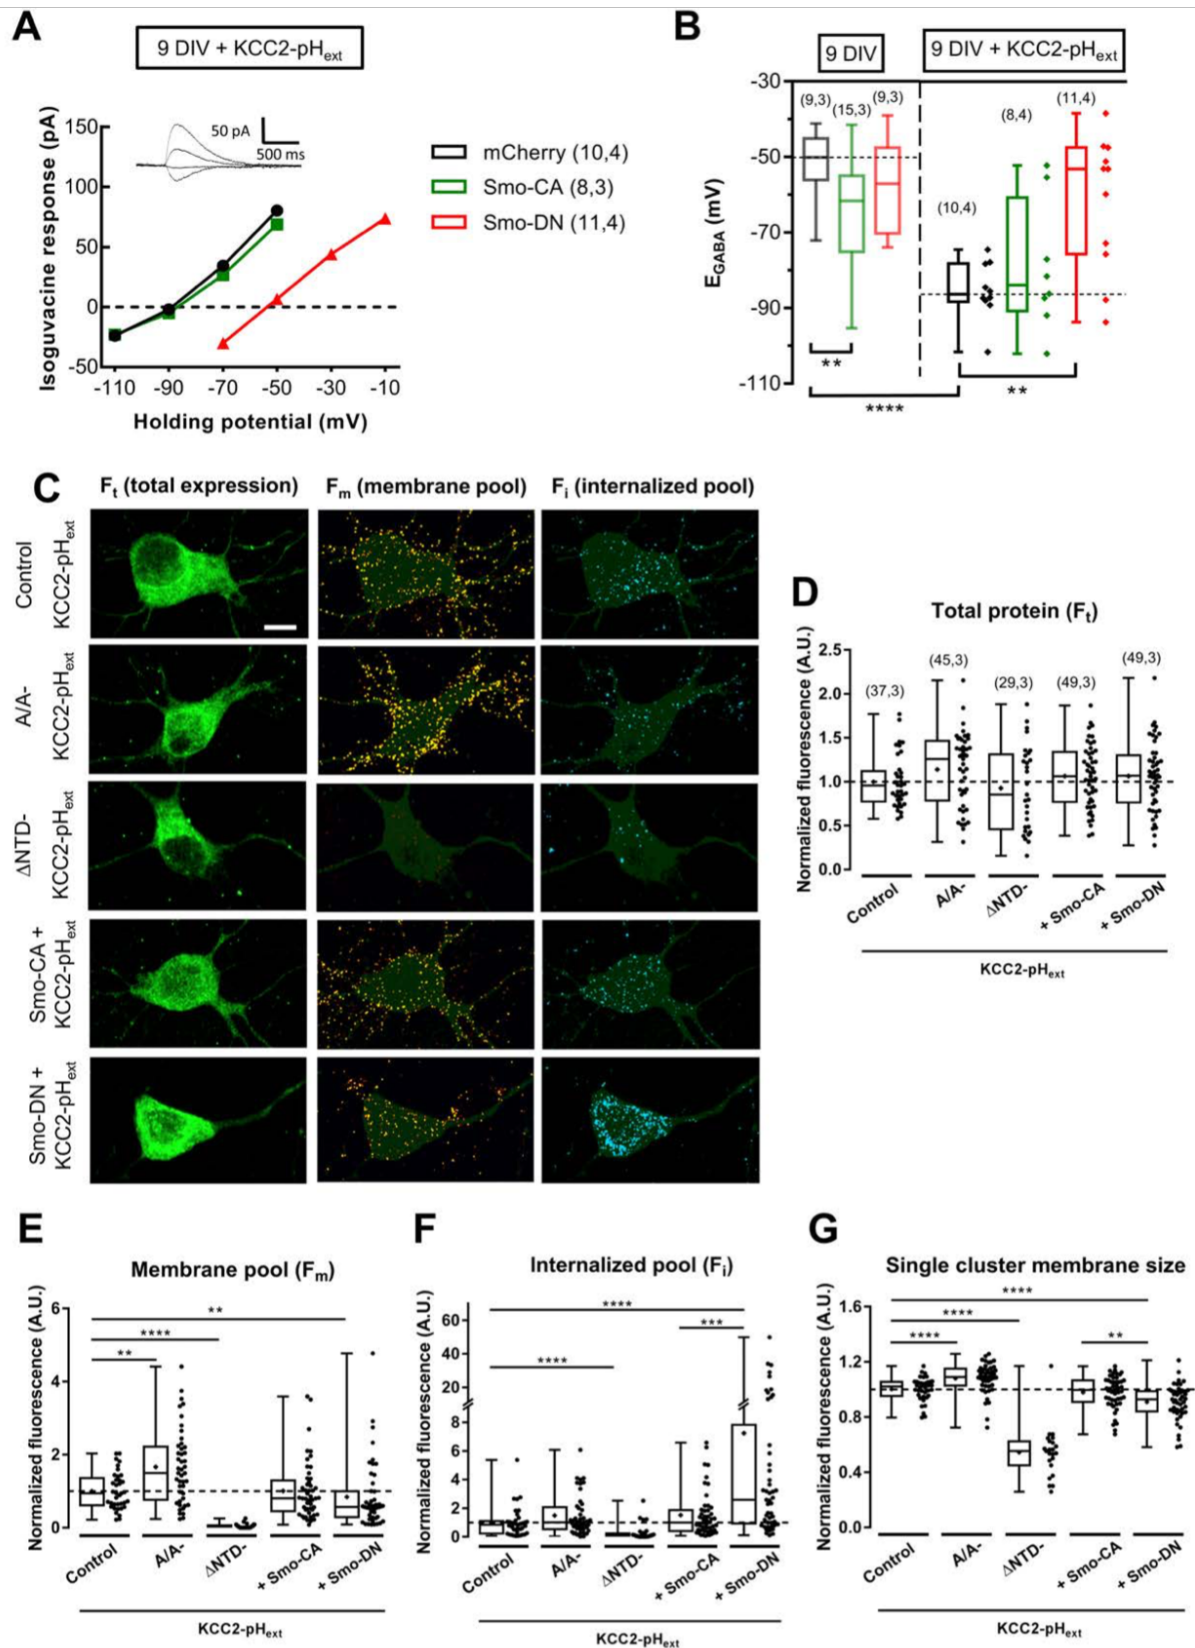 A
9 DIV + KCC2-pHext
Isoguvacine response (pA)
150
100
50
0
-50
50 pA
500 ms
-110 -90 -70 -50 -30 -10
Holding potential (mV)
mCherry (10,4)
Smo-CA (8,3)
Smo-DN (11,4)
B
9 DIV
9 DIV + KCC2-pHext
EGABA (mV)
-30
-50
-70
-90
-110
(9,3)
(15,3)
(9,3)
(10,4)
(8,4)
(11,4)
**
****
**
C
Ft (total expression)
Fm (membrane pool)
Fi (internalized pool)
Control
KCC2-pHext
A/A-
KCC2-pHext
ΔNTD-
KCC2-pHext
Smo-CA +
KCC2-pHext
Smo-DN +
KCC2-pHext
D
Total protein (Ft)
Normalized fluorescence (A.U.)
2.5
2.0
1.5
1.0
0.5
0.0
(37,3)
(45,3)
(29,3)
(49,3)
(49,3)
Control
A/A-
ΔNTD-
+ Smo-CA
+ Smo-DN
KCC2-pHext
E
Membrane pool (Fm)
Normalized fluorescence (A.U.)
6
4
2
0
**
****
**
Control
A/A-
ΔNTD-
+ Smo-CA
+ Smo-DN
KCC2-pHext
F
Internalized pool (Fi)
Normalized fluorescence (A.U.)
60
40
20
8
6
4
2
0
****
***
****
Control
A/A-
ΔNTD-
+ Smo-CA
+ Smo-DN
KCC2-pHext
G
Single cluster membrane size
Normalized fluorescence (A.U.)
1.6
1.2
0.8
0.4
0.0
****
****
****
**
Control
A/A-
ΔNTD-
+ Smo-CA
+ Smo-DN
KCC2-pHext